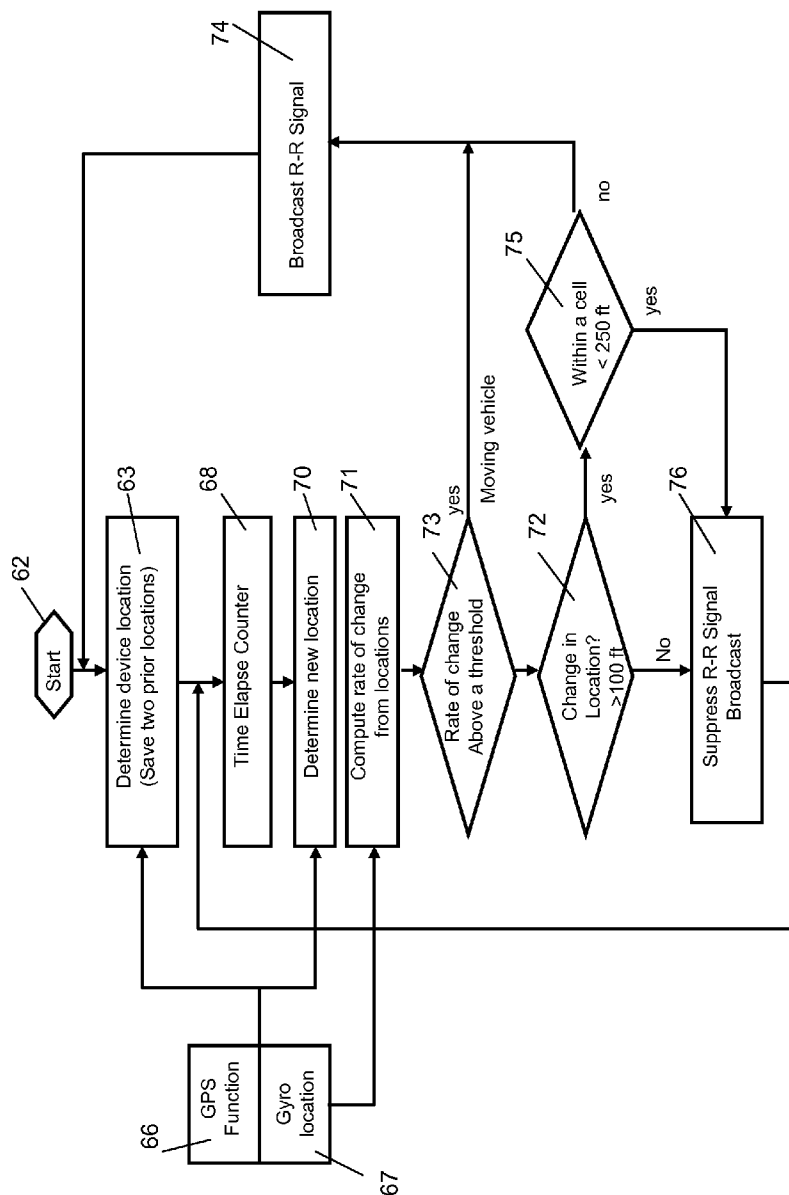 62
Start
63
Determine device location
(Save two prior locations)
74
Broadcast R-R Signal
66
GPS
Function
Gyro
location
67
68
Time Elapse Counter
70
Determine new location
71
Compute rate of change
from locations
73
Rate of change
Above a threshold
yes
Moving vehicle
72
Change in
Location?
>100 ft
yes
No
75
Within a cell
< 250 ft
no
yes
76
Suppress R-R Signal
Broadcast